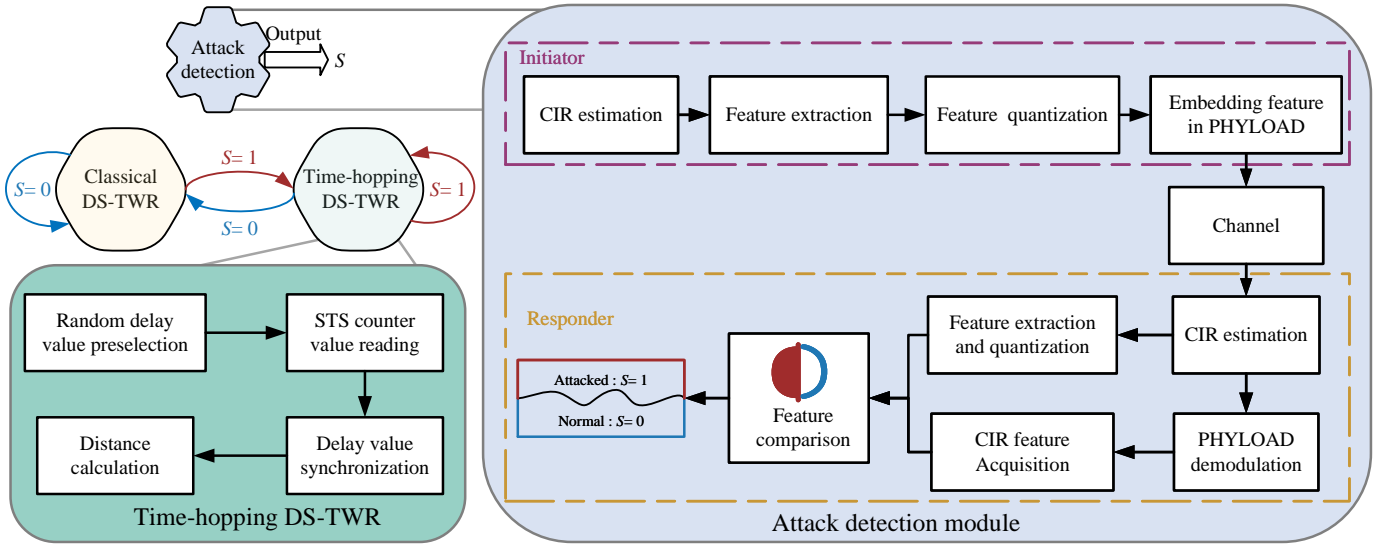 Attack
detection
Output
S
Classical
DS-TWR
Time-hopping
DS-TWR
S= 0
S= 1
S= 0
S= 1
Random delay
value preselection
STS counter
value reading
Distance
calculation
Delay value
synchronization
Time-hopping DS-TWR
Initiator
CIR estimation
Feature extraction
Feature quantization
Embedding feature
in PHYLOAD
Channel
Responder
CIR estimation
Feature extraction
and quantization
PHYLOAD
demodulation
CIR feature
Acquisition
Feature
comparison
Attacked : S= 1
Normal : S= 0
Attack detection module